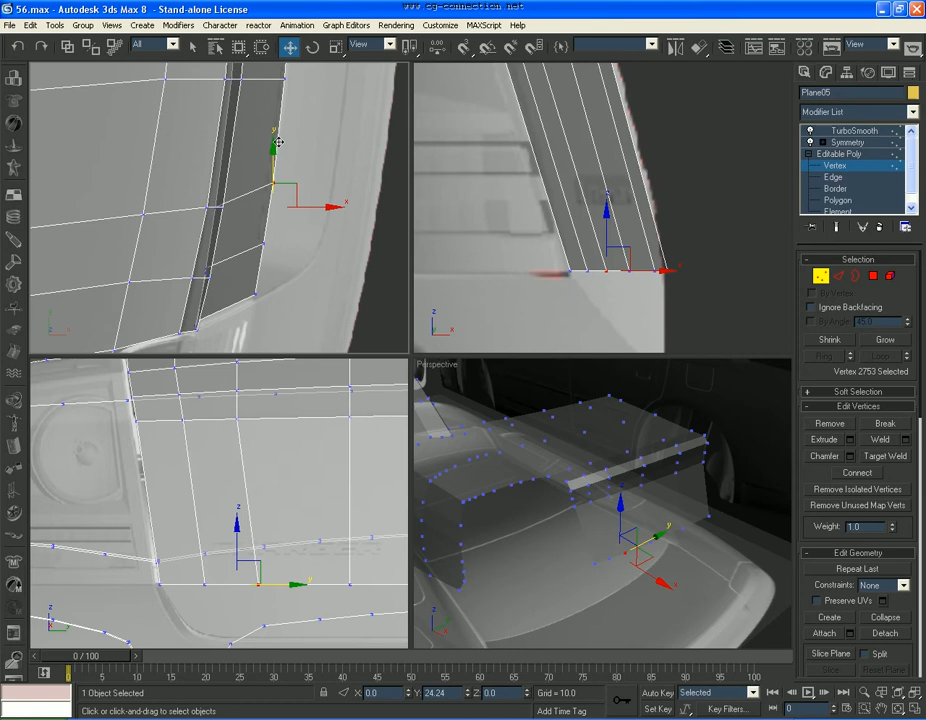 www.cg-connection.net
56.max - Autodesk 3ds Max 8 - Stand-alone License
File Edit Tools Group Views Create Modifiers Character reactor Animation Graph Editors Rendering Customize MAXScript Help
All View View
Plane05
Modifier List
TurboSmooth
Symmetry
Editable Poly
Vertex
Edge
Border
Polygon
Element
Selection
By Vertex
Ignore Backfacing
By Angle: 45.0
Shrink Grow
Ring Loop
Vertex 2753 Selected
Soft Selection
Edit Vertices
Remove Break
Extrude Weld
Chamfer Target Weld
Connect
Remove Isolated Vertices
Remove Unused Map Verts
Weight: 1.0
Edit Geometry
Repeat Last
Constraints: None
Preserve UVs
Create Collapse
Attach Detach
Slice Plane Split
Slice Reset Plane
Perspective
0 / 100
0 5 10 15 20 25 30 35 40 45 50 55 60 65 70 75 80 85 90 95 100
1 Object Selected X: 0.0 Y: 24.24 Z: 0.0 Grid = 10.0 Auto Key Selected
Click or click-and-drag to select objects Add Time Tag Set Key Key Filters... 0